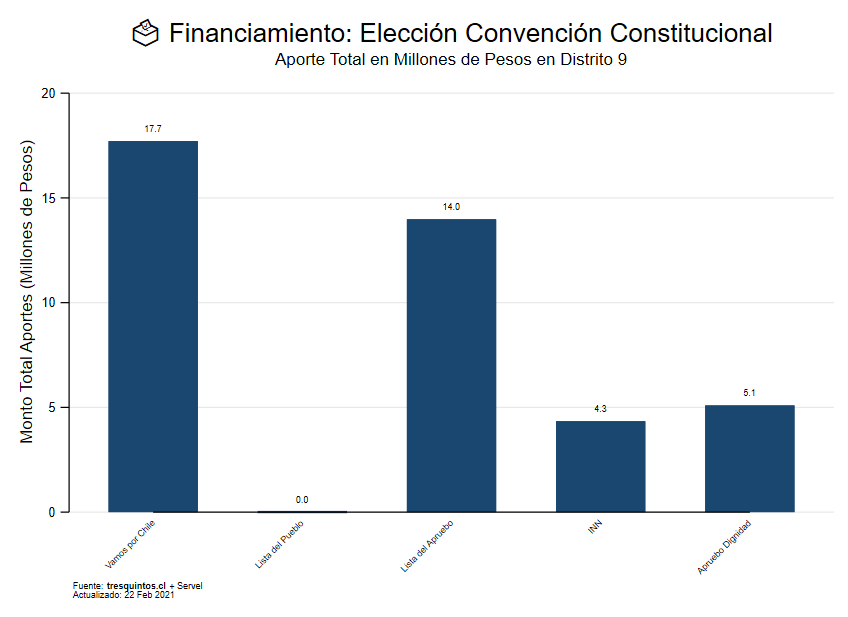 Financiamiento: Elección Convención Constitucional
Aporte Total en Millones de Pesos en Distrito 9
Monto Total Aportes (Millones de Pesos)
20
15
10
5
0
17.7
0.0
14.0
4.3
5.1
Vamos por Chile
Lista del Pueblo
Lista del Apruebo
INN
Apruebo Dignidad
Fuente: tresquintos.cl + Servel
Actualizado: 22 Feb 2021